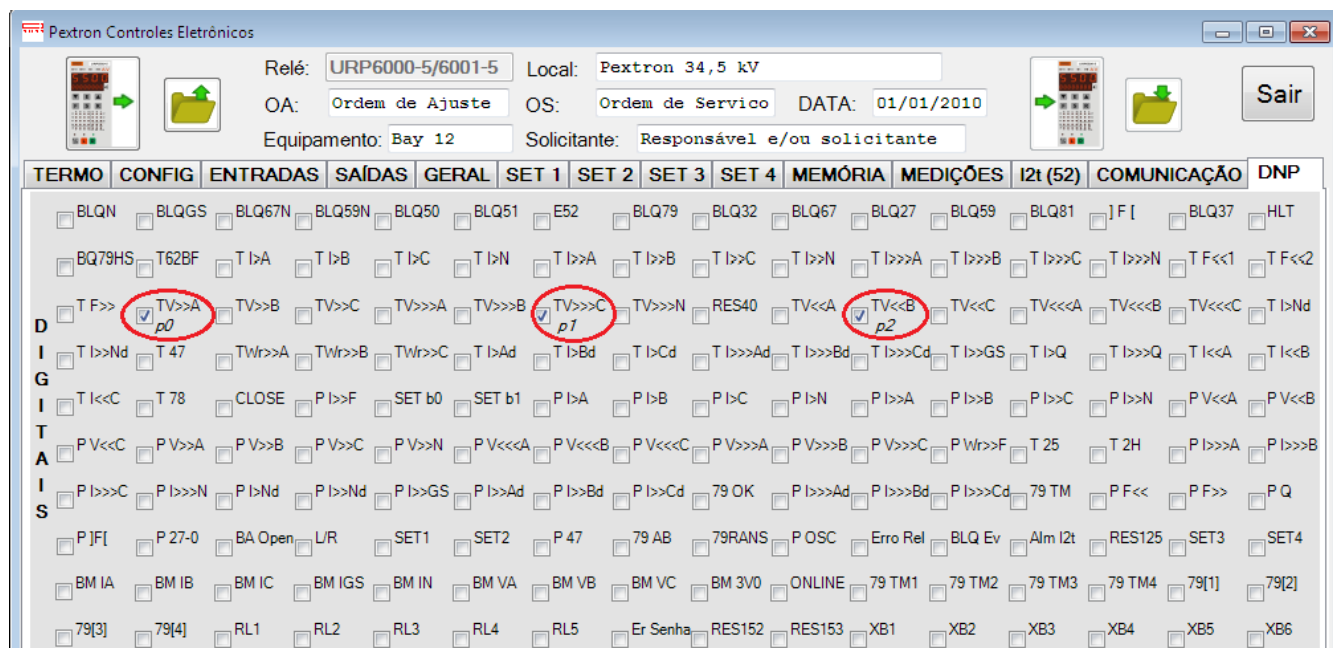 Pextron Controles Eletrônicos
Relé: URP6000-5/6001-5 Local: Pextron 34,5 kV
OA: Ordem de Ajuste OS: Ordem de Servico DATA: 01/01/2010
Sair
Equipamento: Bay 12 Solicitante: Responsável e/ou solicitante
TERMO CONFIG ENTRADAS SAÍDAS GERAL SET 1 SET 2 SET 3 SET 4 MEMÓRIA MEDIÇÕES I2t (52) COMUNICAÇÃO DNP
DIGITAIS
BLQN BLQGS BLQ67N BLQ59N BLQ50 BLQ51 E52 BLQ79 BLQ32 BLQ67 BLQ27 BLQ59 BLQ81 ] F [ BLQ37 HLT
BQ79HS T62BF T I>A T I>B T I>C T I>N T I>>A T I>>B T I>>C T I>>N T I>>>A T I>>>B T I>>>C T I>>>N T F<<1 T F<<2
T F>> TV>>A TV>>B TV>>C TV>>>A TV>>>B TV>>>C TV>>>N RES40 TV<<A TV<<B TV<<C TV<<<A TV<<<B TV<<<C T I>Nd
p0 p1 p2
T I>>Nd T 47 TWr>>A TWr>>B TWr>>C T I>Ad T I>Bd T I>Cd T I>>>Ad T I>>>Bd T I>>>Cd T I>>GS T I>Q T I>>>Q T I<<A T I<<B
T I<<C T 78 CLOSE P I>>F SET b0 SET b1 P I>A P I>B P I>C P I>N P I>>A P I>>B P I>>C P I>>N P V<<A P V<<B
P V<<C P V>>A P V>>B P V>>C P V>>N P V<<<A P V<<<B P V<<<C P V>>>A P V>>>B P V>>>C P Wr>>F T 25 T 2H P I>>>A P I>>>B
P I>>>C P I>>>N P I>Nd P I>>Nd P I>>GS P I>>Ad P I>>Bd P I>>Cd 79 OK P I>>>Ad P I>>>Bd P I>>>Cd 79 TM P F<< P F>> P Q
P ]F[ P 27-0 BA Open L/R SET1 SET2 P 47 79 AB 79RANS P OSC Erro Rel BLQ Ev Alm I2t RES125 SET3 SET4
BM IA BM IB BM IC BM IGS BM IN BM VA BM VB BM VC BM 3V0 ONLINE 79 TM1 79 TM2 79 TM3 79 TM4 79[1] 79[2]
79[3] 79[4] RL1 RL2 RL3 RL4 RL5 Er Senha RES152 RES153 XB1 XB2 XB3 XB4 XB5 XB6